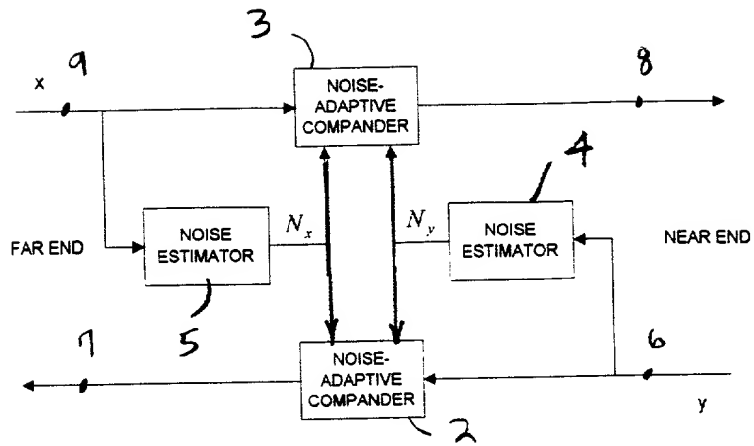 3
9
8
x
NOISE-
ADAPTIVE
COMPANDER
4
FAR END
NOISE
ESTIMATOR
N_x
N_y
NOISE
ESTIMATOR
NEAR END
5
7
6
NOISE-
ADAPTIVE
COMPANDER
y
2